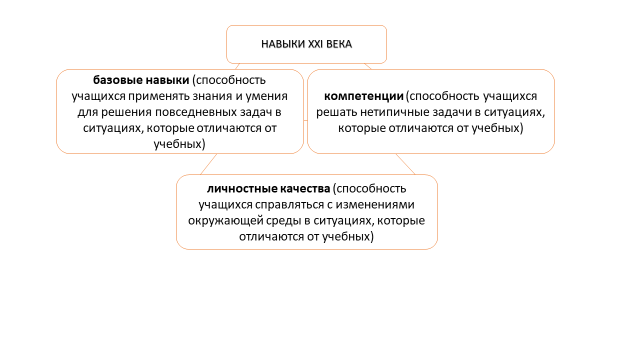 НАВЫКИ XXI ВЕКА
базовые навыки (способность
учащихся применять знания и умения
для решения повседневных задач в
ситуациях, которые отличаются от
учебных)
компетенции (способность учащихся
решать нетипичные задачи в ситуациях,
которые отличаются от учебных)
личностные качества (способность
учащихся справляться с изменениями
окружающей среды в ситуациях, которые
отличаются от учебных)